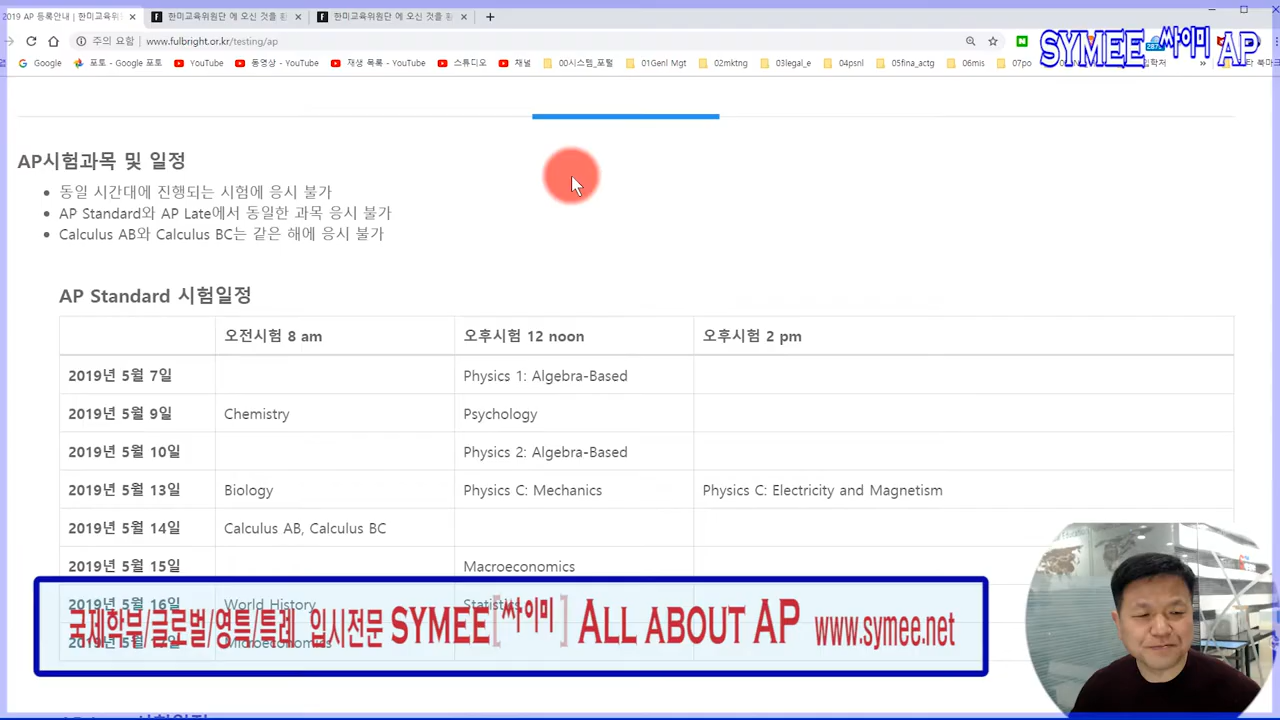 2019 AP 등록안내 | 한미교육위원
한미교육위원단 에 오신 것을 환
한미교육위원단 에 오신 것을 환
주의 요함 www.fulbright.or.kr/testing/ap
SYMEE 싸이미 AP
Google 포토 - Google 포토 YouTube 동영상 - YouTube 재생 목록 - YouTube 스튜디오 채널 00시스템_포털 01Genl Mgt 02mktng 03legal_e 04psnl 05fina_actg 06mis 07po
AP시험과목 및 일정
동일 시간대에 진행되는 시험에 응시 불가
AP Standard와 AP Late에서 동일한 과목 응시 불가
Calculus AB와 Calculus BC는 같은 해에 응시 불가
AP Standard 시험일정
오전시험 8 am 오후시험 12 noon 오후시험 2 pm
2019년 5월 7일 Physics 1: Algebra-Based
2019년 5월 9일 Chemistry Psychology
2019년 5월 10일 Physics 2: Algebra-Based
2019년 5월 13일 Biology Physics C: Mechanics Physics C: Electricity and Magnetism
2019년 5월 14일 Calculus AB, Calculus BC
2019년 5월 15일 Macroeconomics
2019년 5월 16일 World History Statistics
Microeconomics
국제학부/글로벌/영특/특례 입시전문 SYMEE[싸이미] ALL ABOUT AP www.symee.net